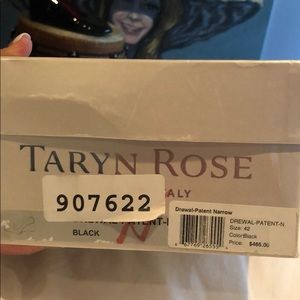 TARYN ROSE
ALY
907622
BLACK
Drewal-Patent Narrow
DREWAL-PATENT-N
Size: 42
Color:Black
Price: $465.00